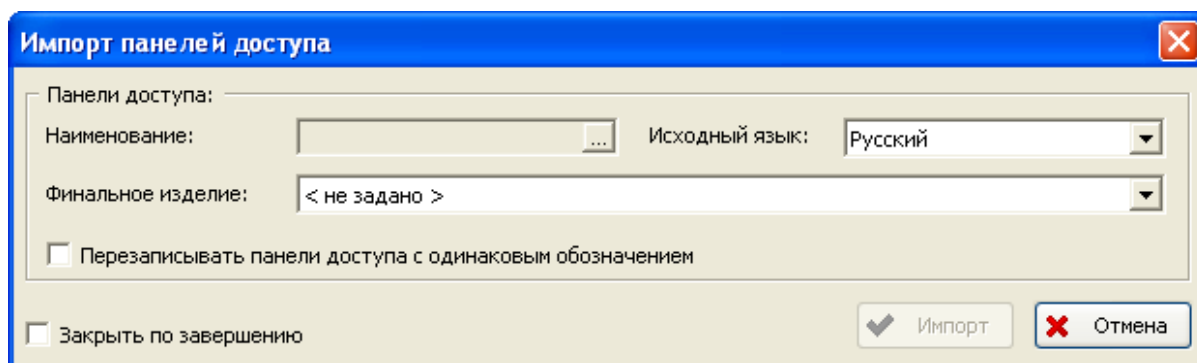 Импорт панелей доступа
Панели доступа:
Наименование: ... Исходный язык: Русский
Финальное изделие: < не задано >
Перезаписывать панели доступа с одинаковым обозначением
Закрыть по завершению Импорт Отмена